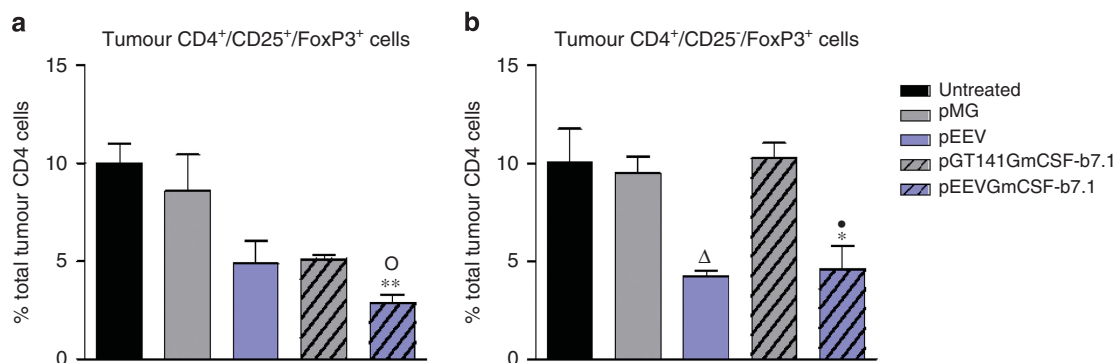 a
Tumour CD4⁺/CD25⁺/FoxP3⁺ cells
15
10
5
0
% total tumour CD4 cells
O
**
b
Tumour CD4⁺/CD25⁻/FoxP3⁺ cells
15
10
5
0
% total tumour CD4 cells
Δ
●
*
Untreated
pMG
pEEV
pGT141GmCSF-b7.1
pEEVGmCSF-b7.1